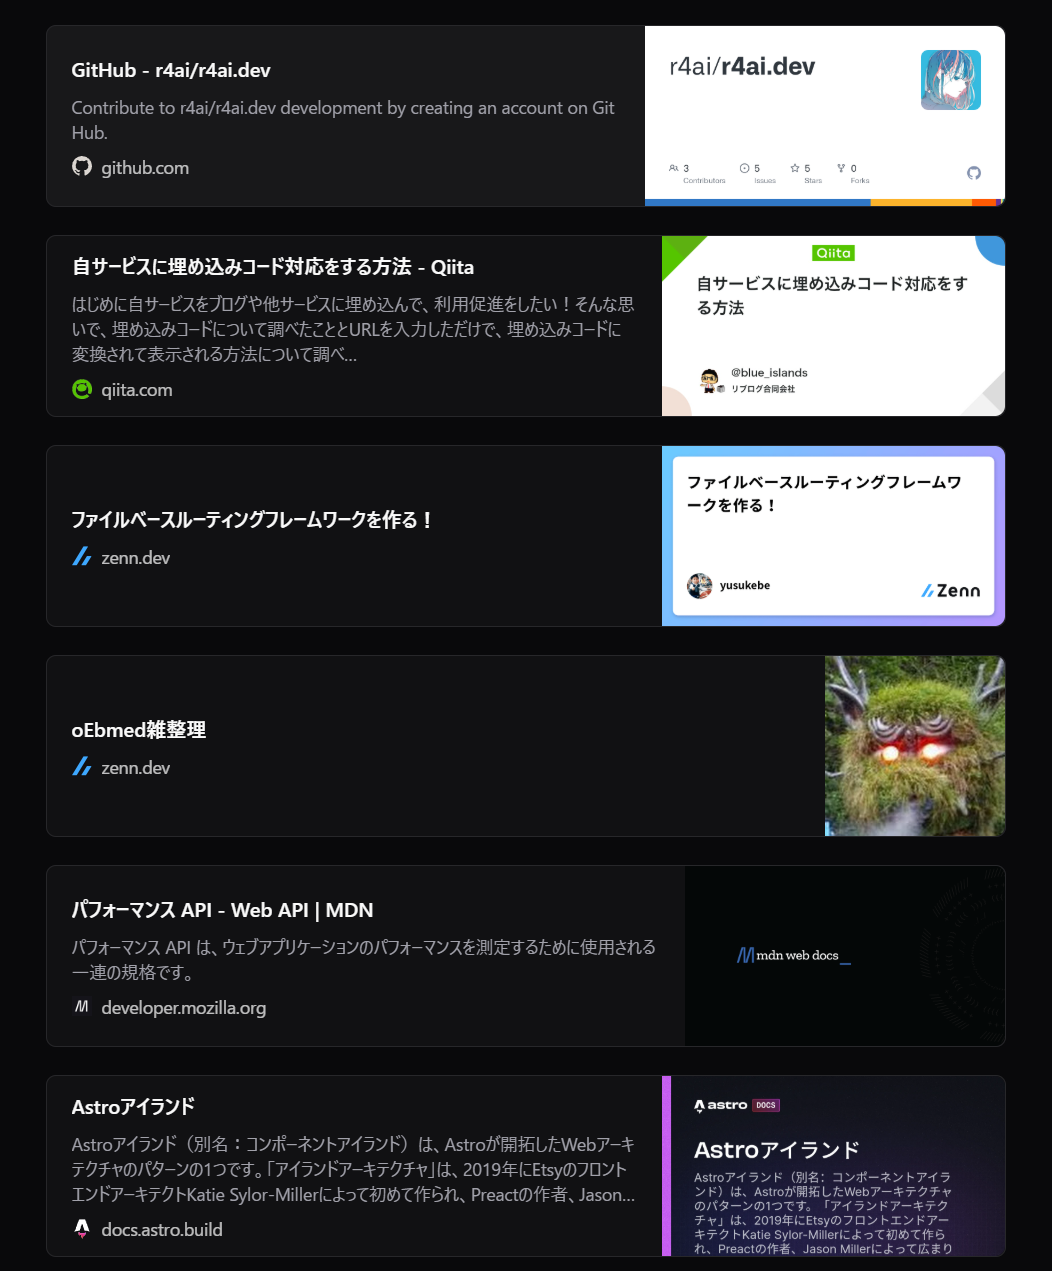 GitHub - r4ai/r4ai.dev
Contribute to r4ai/r4ai.dev development by creating an account on Git
Hub.
github.com
r4ai/r4ai.dev
3
Contributors
5
Issues
5
Stars
0
Forks
自サービスに埋め込みコード対応をする方法 - Qiita
はじめに自サービスをブログや他サービスに埋め込んで、利用促進をしたい！そんな思
いで、埋め込みコードについて調べたこととURLを入力しただけで、埋め込みコードに
変換されて表示される方法について調べ...
qiita.com
Qiita
自サービスに埋め込みコード対応をす
る方法
@blue_islands
リブログ合同会社
ファイルベースルーティングフレームワークを作る！
zenn.dev
ファイルベースルーティングフレームワ
ークを作る！
yusukebe
Zenn
oEbmed雑整理
zenn.dev
パフォーマンス API - Web API | MDN
パフォーマンス API は、ウェブアプリケーションのパフォーマンスを測定するために使用される
一連の規格です。
developer.mozilla.org
mdn web docs_
Astroアイランド
Astroアイランド（別名：コンポーネントアイランド）は、Astroが開拓したWebアーキ
テクチャのパターンの1つです。「アイランドアーキテクチャ」は、2019年にEtsyのフロント
エンドアーキテクトKatie Sylor-Millerによって初めて作られ、Preactの作者、Jason...
docs.astro.build
astro DOCS
Astroアイランド
Astroアイランド（別名：コンポーネントアイラ
ンド）は、Astroが開拓したWebアーキテクチャ
のパターンの1つです。「アイランドアーキテク
チャ」は、2019年にEtsyのフロントエンドアー
キテクトKatie Sylor-Millerによって初めて作ら
れ、Preactの作者、Jason Millerによって広まり